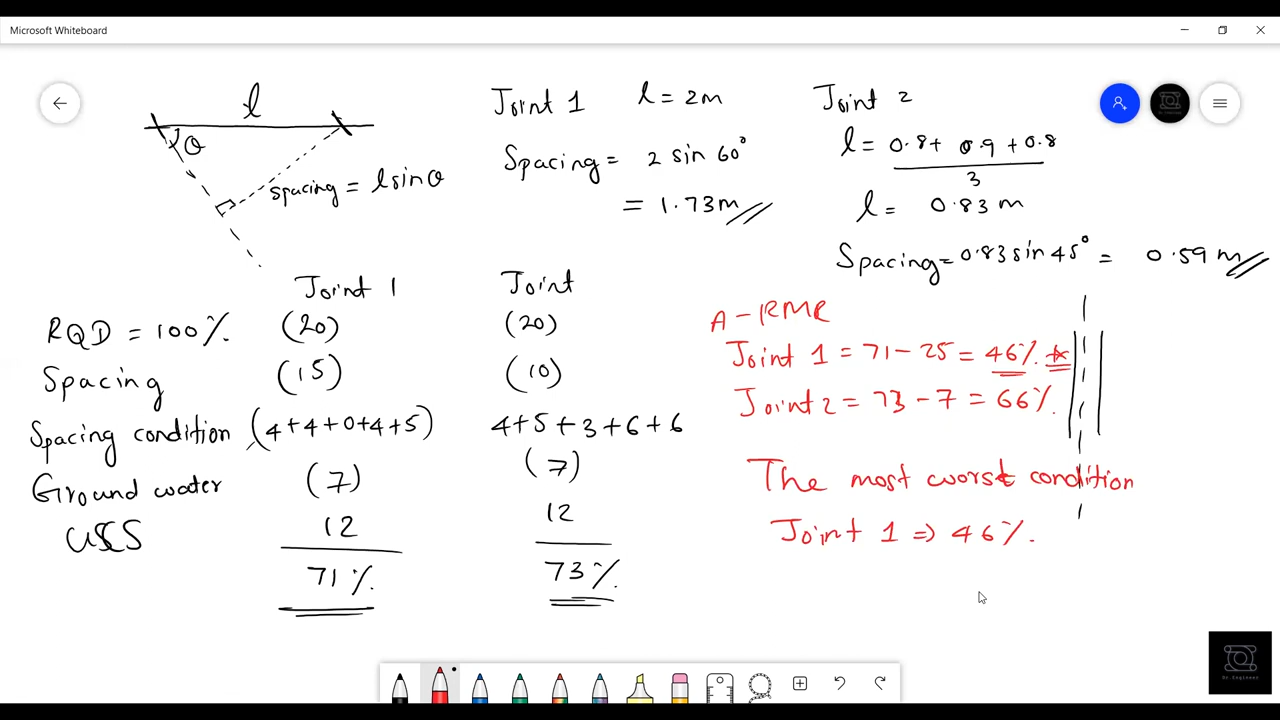 Microsoft Whiteboard
l
θ
spacing = l sin θ
Joint 1 l = 2m
Spacing = 2 sin 60°
= 1.73m
Joint 2
l = 0.8 + 0.9 + 0.8
3
l = 0.83 m
Spacing = 0.83 sin 45° = 0.59 m
Joint 1 Joint
RQD = 100% (20) (20)
Spacing (15) (10)
Spacing condition (4+4+0+4+5) 4+5+3+6+6
Ground water (7) (7)
UCS 12 12
71% 73%
A-RMR
Joint 1 = 71 - 25 = 46% *
Joint 2 = 73 - 7 = 66%.
The most worst condition
Joint 1 ⇒ 46%.
Dr.Engineer